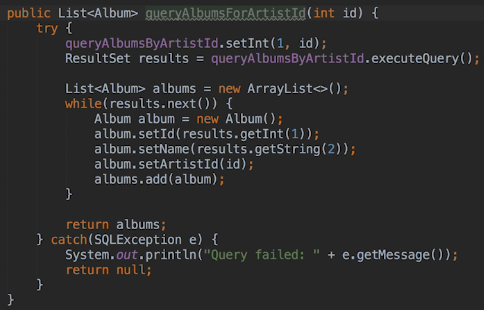 public List<Album> queryAlbumsForArtistId(int id) {
try {
queryAlbumsByArtistId.setInt(1, id);
ResultSet results = queryAlbumsByArtistId.executeQuery();
List<Album> albums = new ArrayList<>();
while(results.next()) {
Album album = new Album();
album.setId(results.getInt(1));
album.setName(results.getString(2));
album.setArtistId(id);
albums.add(album);
}
return albums;
} catch(SQLException e) {
System.out.println("Query failed: " + e.getMessage());
return null;
}
}